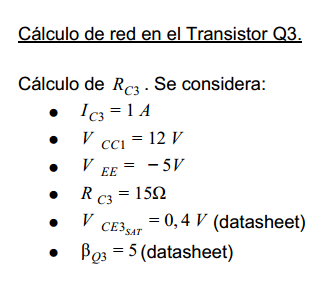 Cálculo de red en el Transistor Q3.
Cálculo de R_C3 . Se considera:
● I_C3 = 1 A
● V_CC1 = 12 V
● V_EE = − 5V
● R_C3 = 15Ω
● V_CE3_SAT = 0, 4 V (datasheet)
● β_Q3 = 5 (datasheet)